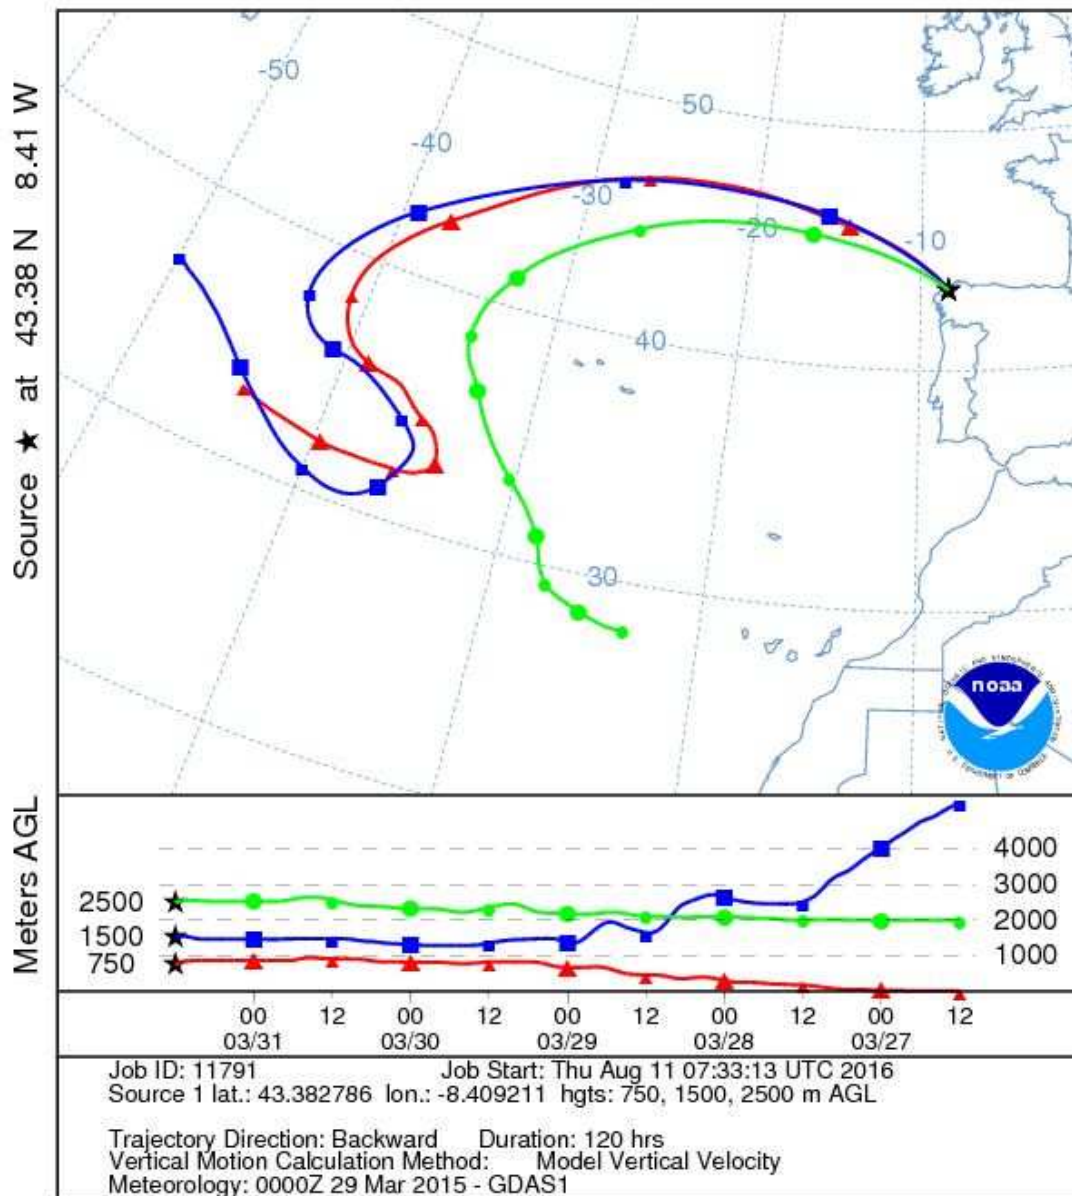 Source ★ at 43.38 N 8.41 W
-50
50
-40
-30
-20
-10
40
30
noaa
Meters AGL
4000
3000
2500
2000
1500
1000
750
00 12 00 12 00 12 00 12 00 12
03/31 03/30 03/29 03/28 03/27
Job ID: 11791 Job Start: Thu Aug 11 07:33:13 UTC 2016
Source 1 lat.: 43.382786 lon.: -8.409211 hgts: 750, 1500, 2500 m AGL
Trajectory Direction: Backward Duration: 120 hrs
Vertical Motion Calculation Method: Model Vertical Velocity
Meteorology: 0000Z 29 Mar 2015 - GDAS1